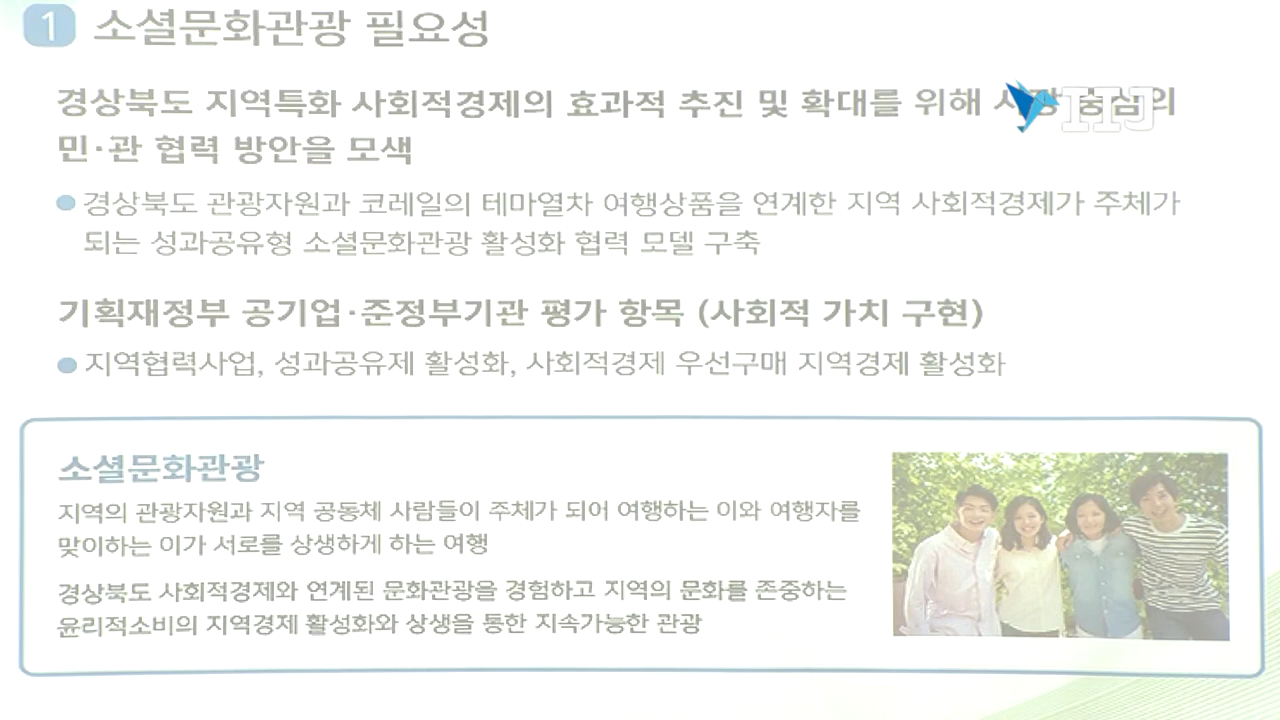 1 소셜문화관광 필요성
경상북도 지역특화 사회적경제의 효과적 추진 및 확대를 위해
민·관 협력 방안을 모색
경상북도 관광자원과 코레일의 테마열차 여행상품을 연계한 지역 사회적경제가 주체가
되는 성과공유형 소셜문화관광 활성화 협력 모델 구축
기획재정부 공기업·준정부기관 평가 항목 (사회적 가치 구현)
지역협력사업, 성과공유제 활성화, 사회적경제 우선구매 지역경제 활성화
소셜문화관광
지역의 관광자원과 지역 공동체 사람들이 주체가 되어 여행하는 이와 여행자를
맞이하는 이가 서로를 상생하게 하는 여행
경상북도 사회적경제와 연계된 문화관광을 경험하고 지역의 문화를 존중하는
윤리적소비의 지역경제 활성화와 상생을 통한 지속가능한 관광